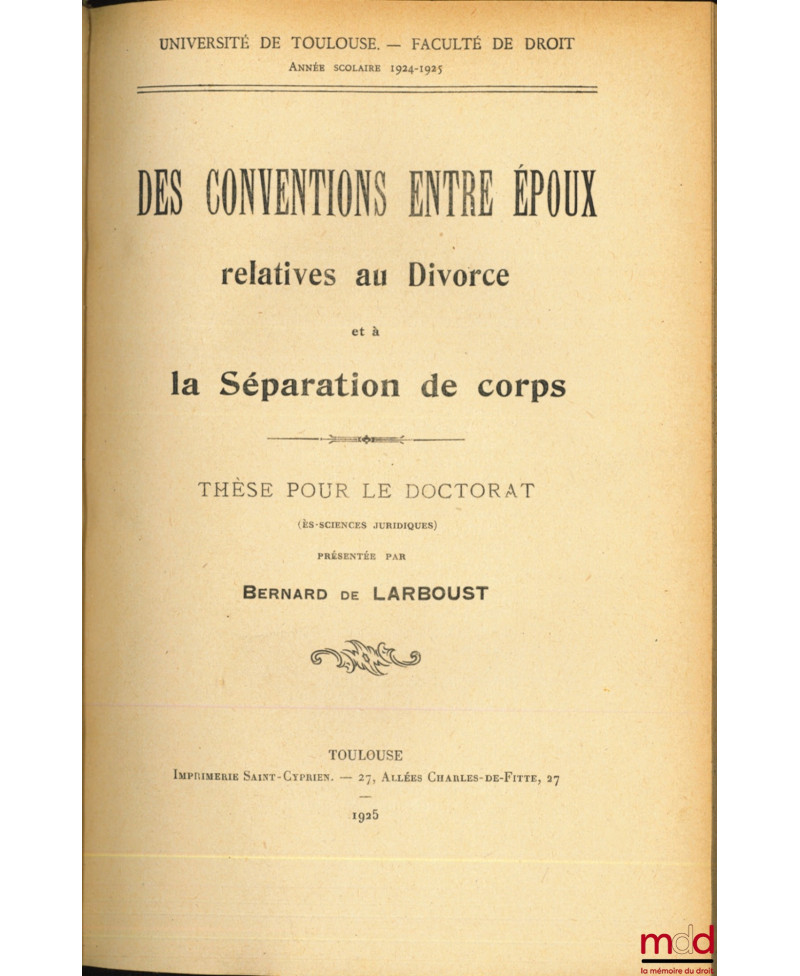 UNIVERSITÉ DE TOULOUSE. — FACULTÉ DE DROIT
ANNÉE SCOLAIRE 1924-1925
DES CONVENTIONS ENTRE ÉPOUX
relatives au Divorce
et à
la Séparation de corps
THÈSE POUR LE DOCTORAT
(ÈS-SCIENCES JURIDIQUES)
PRÉSENTÉE PAR
BERNARD DE LARBOUST
TOULOUSE
IMPRIMERIE SAINT-CYPRIEN. — 27, ALLÉES CHARLES-DE-FITTE, 27
—
1925
mdd
la mémoire du droit